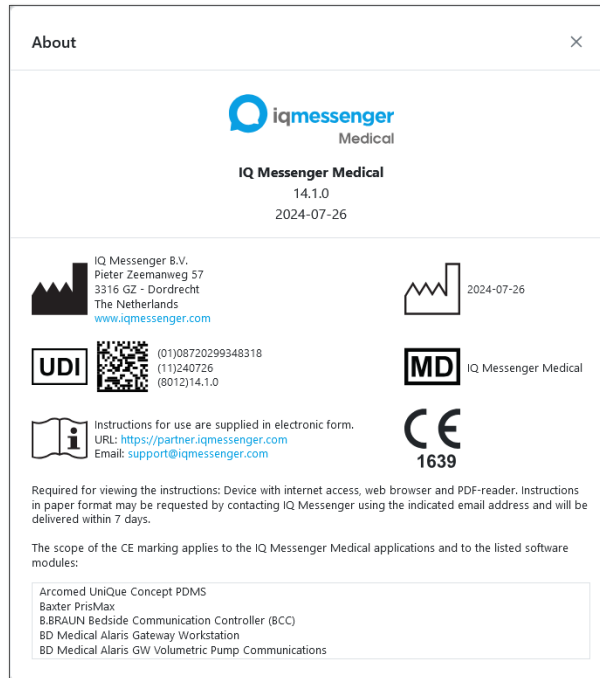 About
iqmessenger
Medical
IQ Messenger Medical
14.1.0
2024-07-26
IQ Messenger B.V.
Pieter Zeemanweg 57
3316 GZ - Dordrecht
The Netherlands
www.iqmessenger.com
2024-07-26
UDI
(01)08720299348318
(11)240726
(8012)14.1.0
MD
IQ Messenger Medical
i
Instructions for use are supplied in electronic form.
URL: https://partner.iqmessenger.com
Email: support@iqmessenger.com
CE
1639
Required for viewing the instructions: Device with internet access, web browser and PDF-reader. Instructions
in paper format may be requested by contacting IQ Messenger using the indicated email address and will be
delivered within 7 days.
The scope of the CE marking applies to the IQ Messenger Medical applications and to the listed software
modules:
Arcomed UniQue Concept PDMS
Baxter PrisMax
B.BRAUN Bedside Communication Controller (BCC)
BD Medical Alaris Gateway Workstation
BD Medical Alaris GW Volumetric Pump Communications